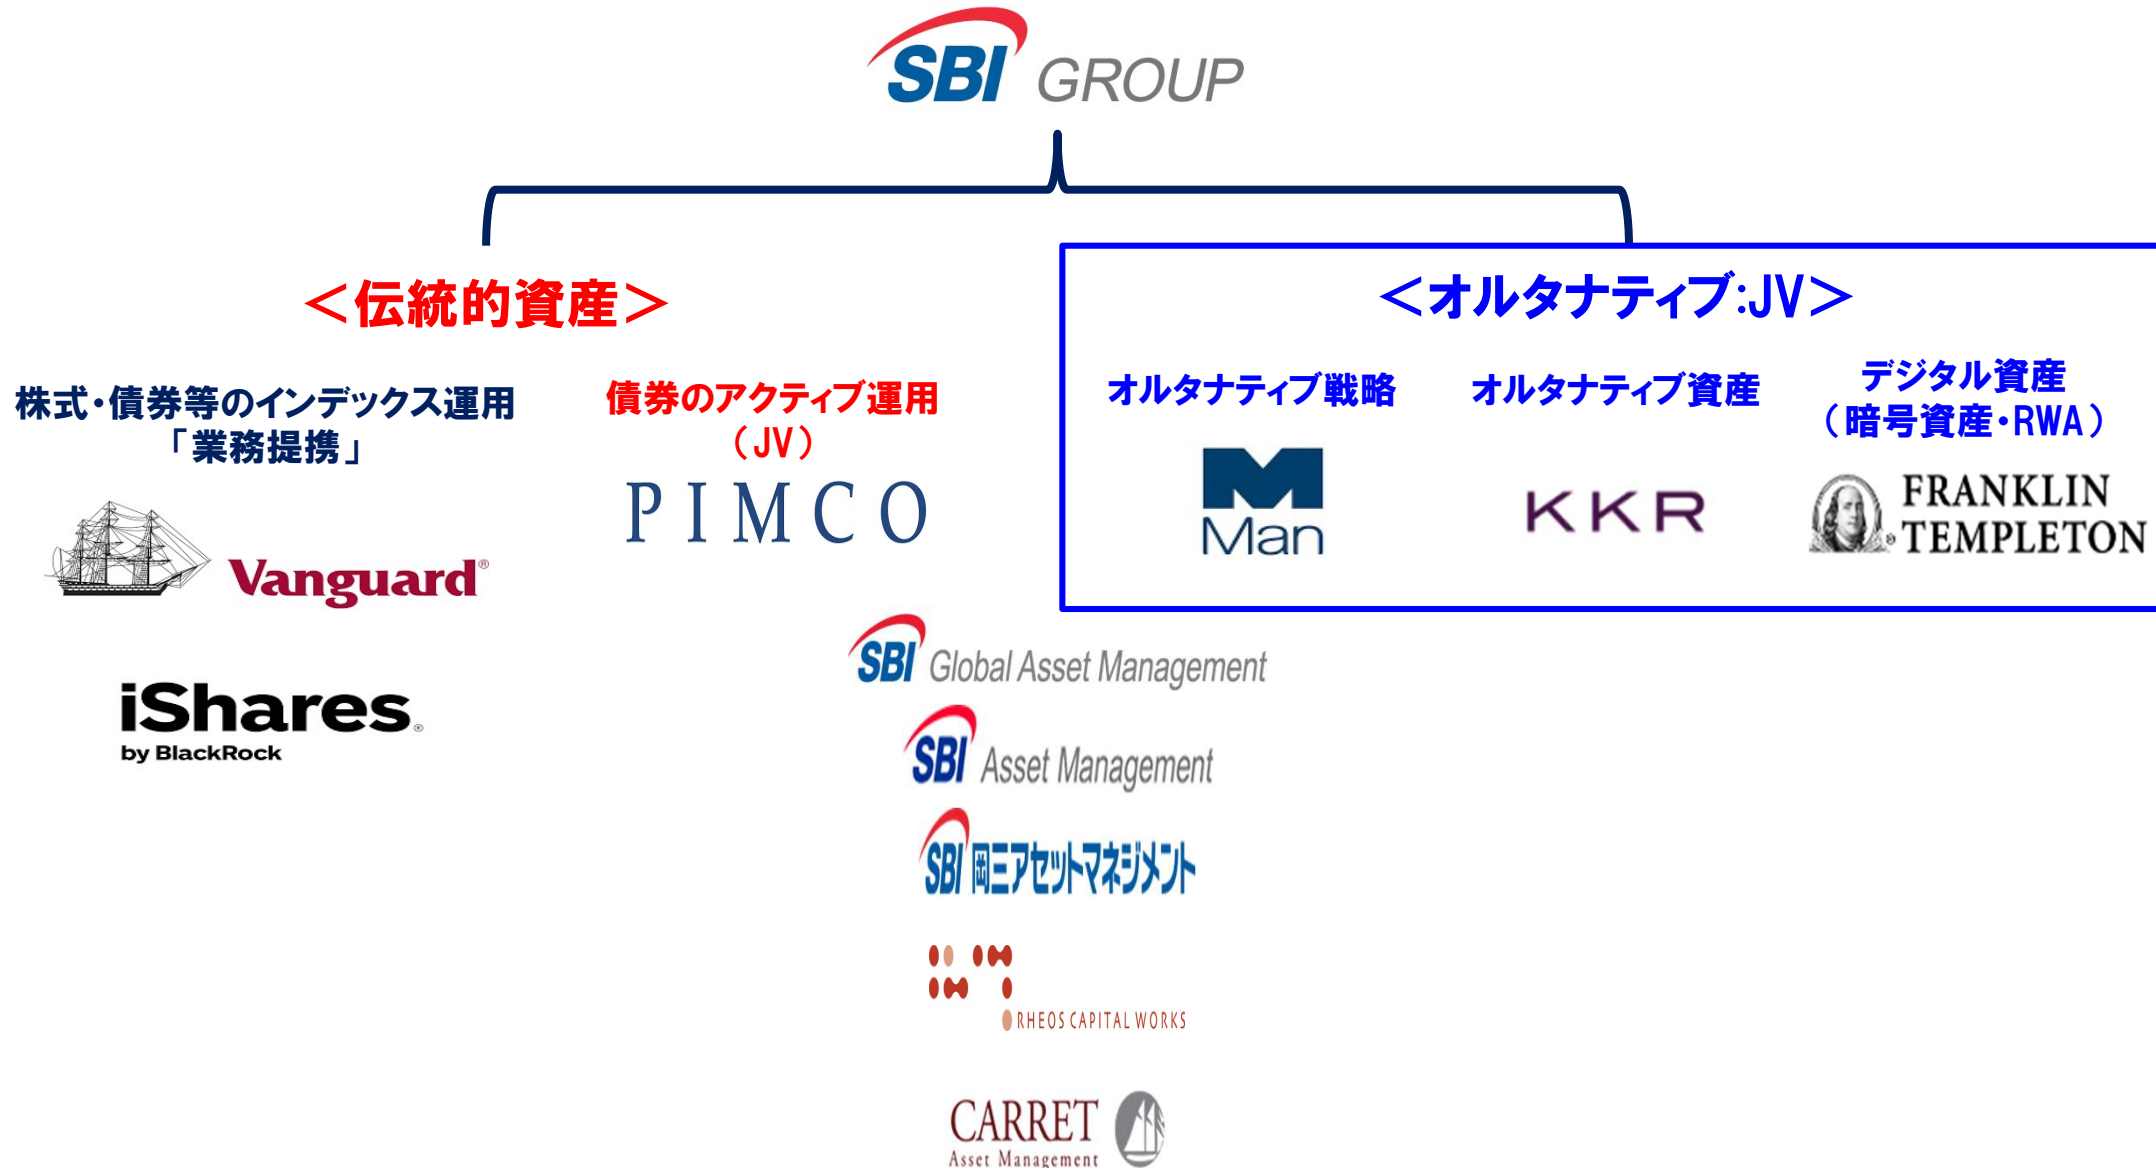 SBI GROUP
＜伝統的資産＞
株式・債券等のインデックス運用
「業務提携」
Vanguard®
iShares®
by BlackRock
債券のアクティブ運用
（JV）
PIMCO
＜オルタナティブ:JV＞
オルタナティブ戦略
Man
オルタナティブ資産
KKR
デジタル資産
（暗号資産・RWA）
FRANKLIN
TEMPLETON
SBI Global Asset Management
SBI Asset Management
SBI 岡三アセットマネジメント
RHEOS CAPITAL WORKS
CARRET
Asset Management